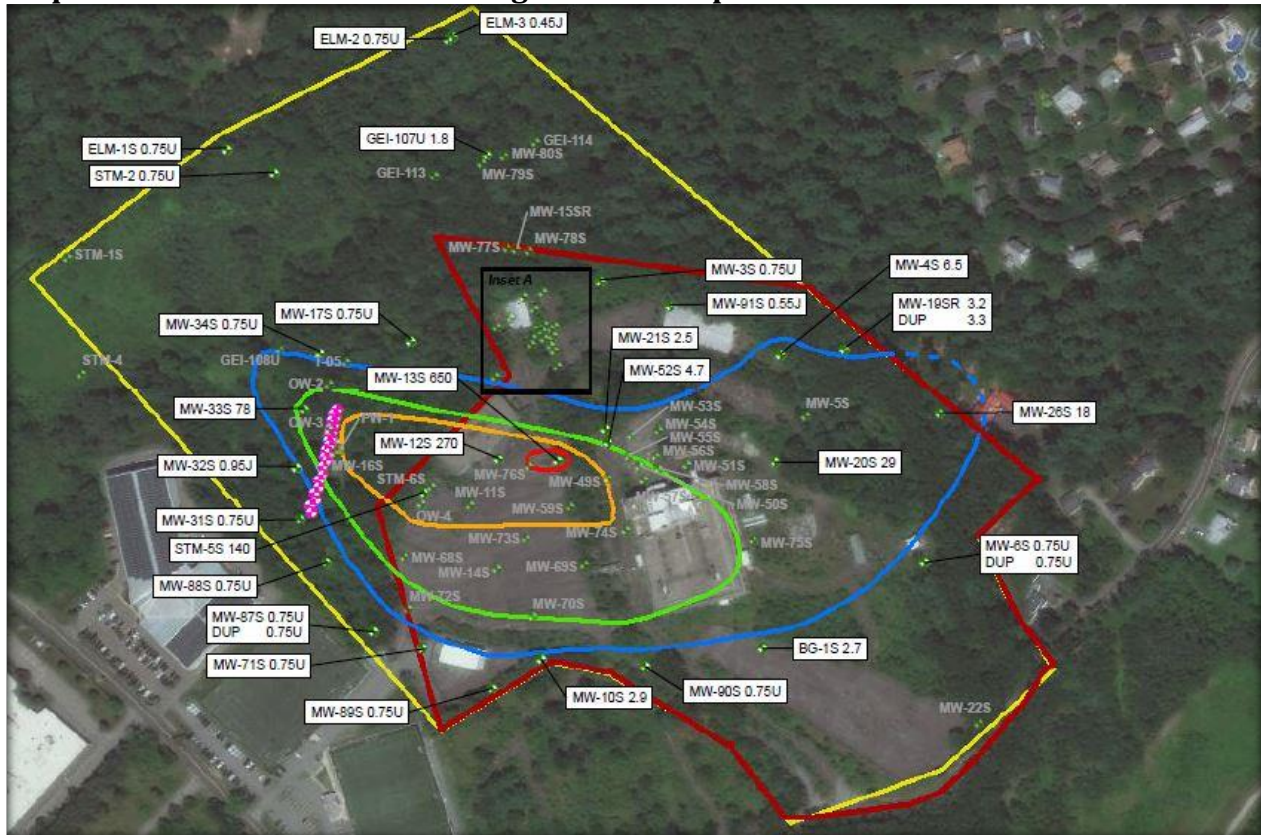 ELM-3 0.45J
ELM-2 0.75U
ELM-1S 0.75U
GEI-107U 1.8
GEI-114
MW-80S
STM-2 0.75U
GEI-113
MW-79S
MW-15SR
MW-77S
MW-78S
STM-1S
MW-3S 0.75U
MW-4S 6.5
Inset A
MW-91S 0.55J
MW-19SR 3.2
DUP 3.3
MW-17S 0.75U
MW-34S 0.75U
MW-21S 2.5
GEI-108U
T-05
STM-4
MW-13S 650
MW-52S 4.7
OW-2
MW-33S 78
OW-3
PW-1
MW-53S
MW-54S
MW-5S
MW-26S 18
MW-12S 270
MW-55S
MW-56S
MW-32S 0.95J
MW-16S
MW-76S
MW-51S
MW-20S 29
STM-6S
MW-49S
MW-58S
MW-11S
MW-57S
MW-50S
MW-31S 0.75U
OW-4
MW-59S
STM-5S 140
MW-73S
MW-74S
MW-75S
MW-6S 0.75U
DUP 0.75U
MW-88S 0.75U
MW-68S
MW-14S
MW-69S
MW-72S
MW-70S
MW-87S 0.75U
DUP 0.75U
MW-71S 0.75U
BG-1S 2.7
MW-89S 0.75U
MW-10S 2.9
MW-90S 0.75U
MW-22S